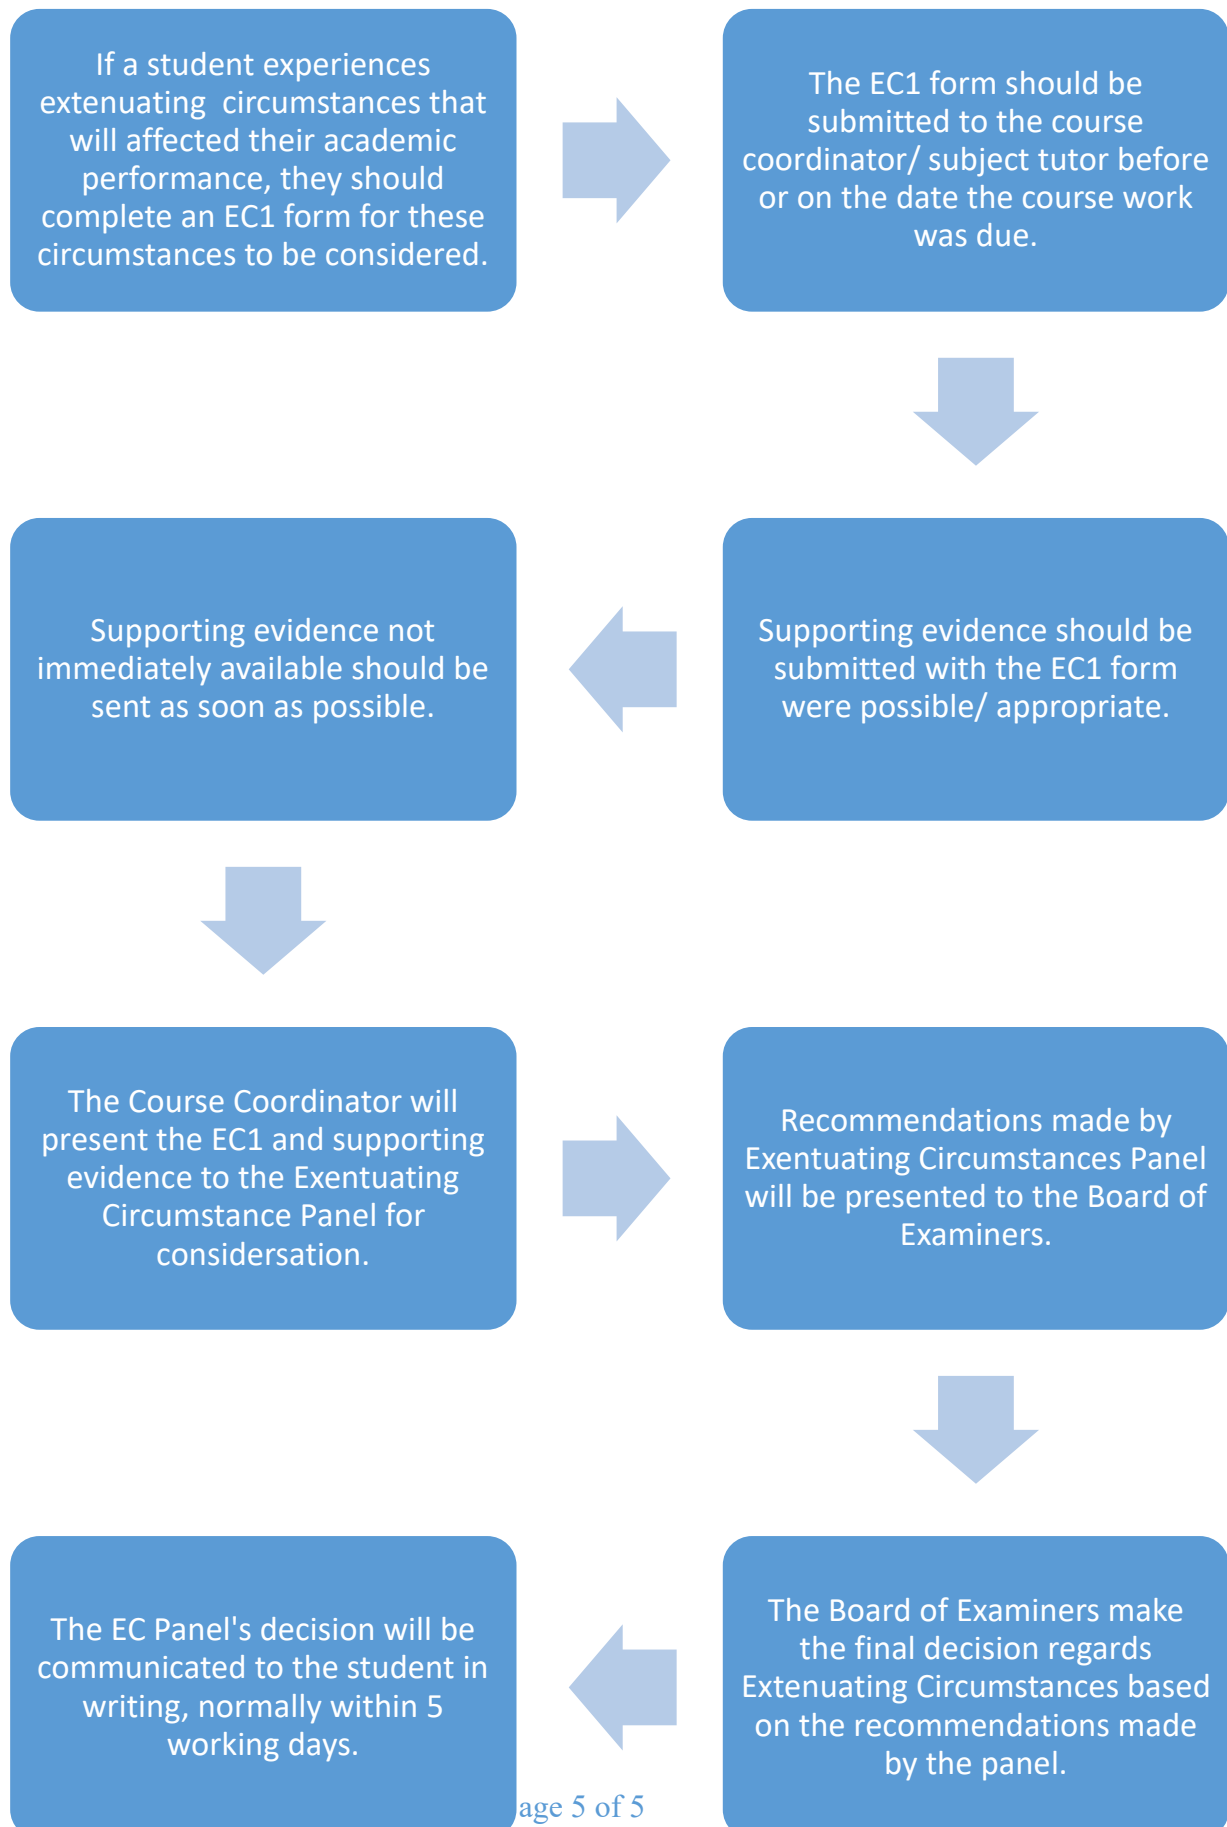 If a student experiences
extenuating  circumstances that
will affected their academic
performance, they should
complete an EC1 form for these
circumstances to be considered.
The EC1 form should be
submitted to the course
coordinator/ subject tutor before
or on the date the course work
was due.
Supporting evidence should be
submitted with the EC1 form
were possible/ appropriate.
Supporting evidence not
immediately available should be
sent as soon as possible.
The Course Coordinator will
present the EC1 and supporting
evidence to the Exentuating
Circumstance Panel for
considersation.
Recommendations made by
Exentuating Circumstances Panel
will be presented to the Board of
Examiners.
The Board of Examiners make
the final decision regards
Extenuating Circumstances based
on the recommendations made
by the panel.
The EC Panel's decision will be
communicated to the student in
writing, normally within 5
working days.
age 5 of 5